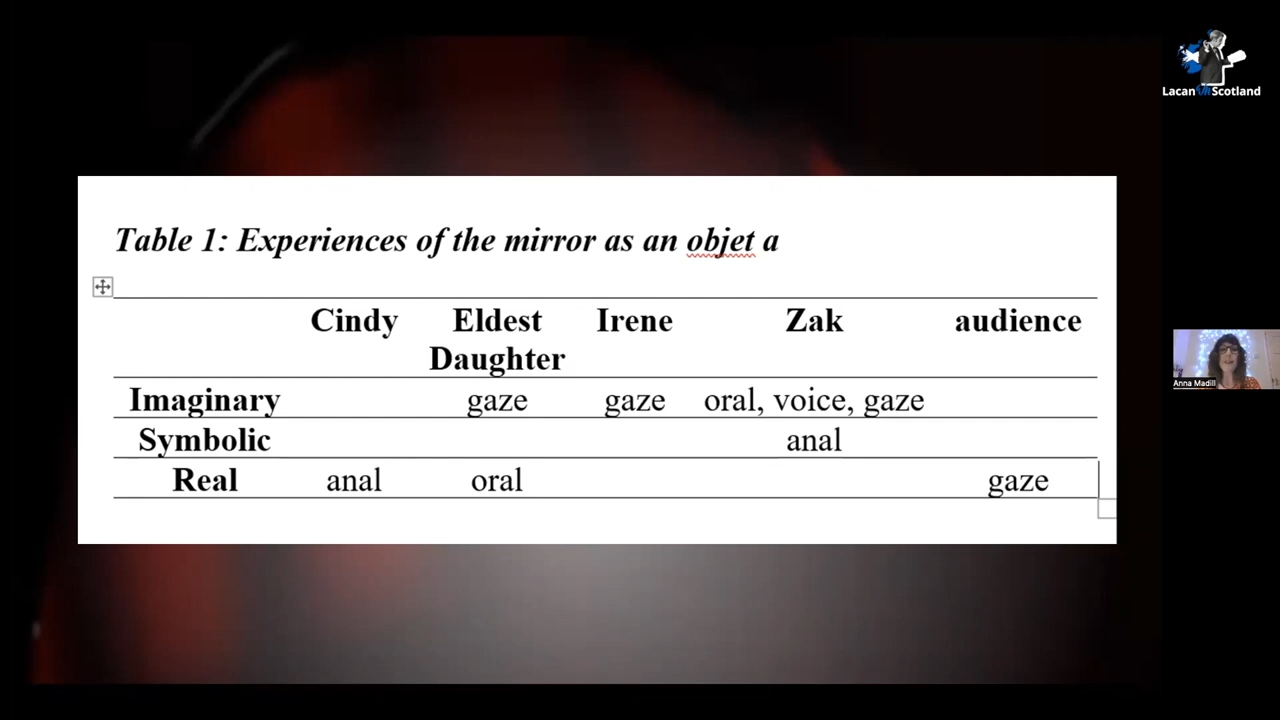 Lacan in Scotland
Table 1: Experiences of the mirror as an objet a
Cindy Eldest Daughter Irene Zak audience
Imaginary gaze gaze oral, voice, gaze
Symbolic anal
Real anal oral gaze
Anna Madill